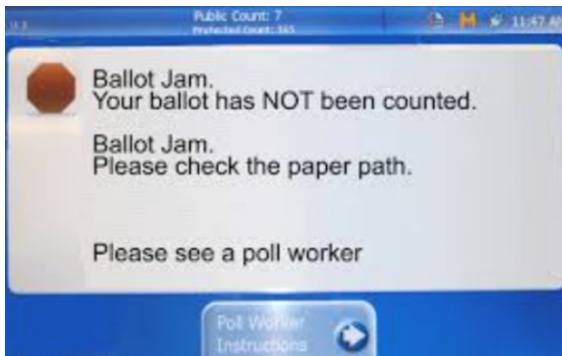 Public Count: 7
Protected Count: 365
11:47 AM
Ballot Jam.
Your ballot has NOT been counted.
Ballot Jam.
Please check the paper path.
Please see a poll worker
Poll Worker
Instructions